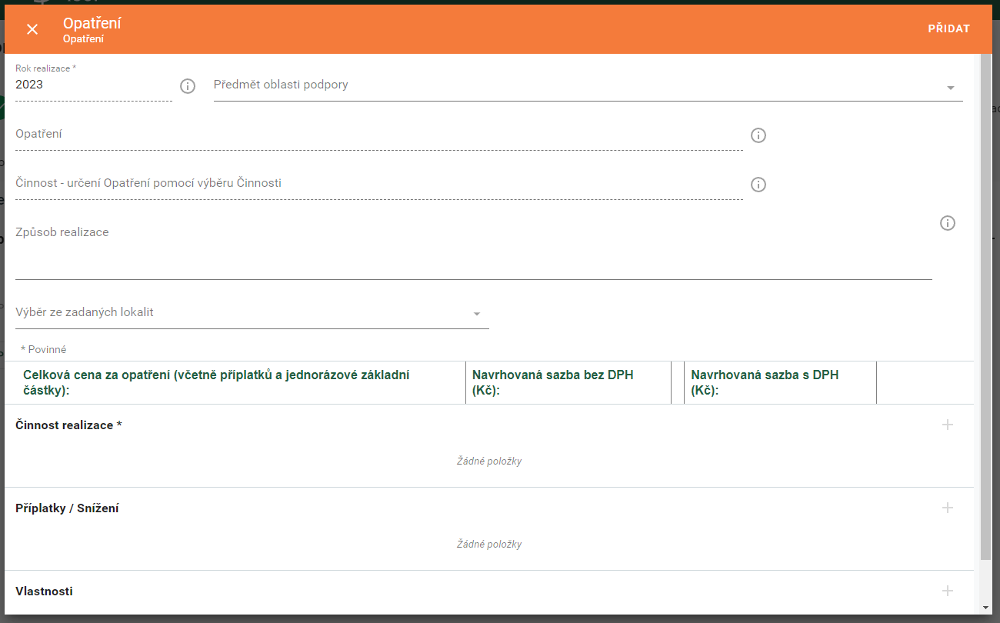 Opatření
Opatření
PŘIDAT
Rok realizace *
2023
Předmět oblasti podpory
Opatření
Činnost - určení Opatření pomocí výběru Činnosti
Způsob realizace
Výběr ze zadaných lokalit
* Povinné
Celková cena za opatření (včetně příplatků a jednorázové základní
částky):
Navrhovaná sazba bez DPH
(Kč):
Navrhovaná sazba s DPH
(Kč):
Činnost realizace *
Žádné položky
Příplatky / Snížení
Žádné položky
Vlastnosti